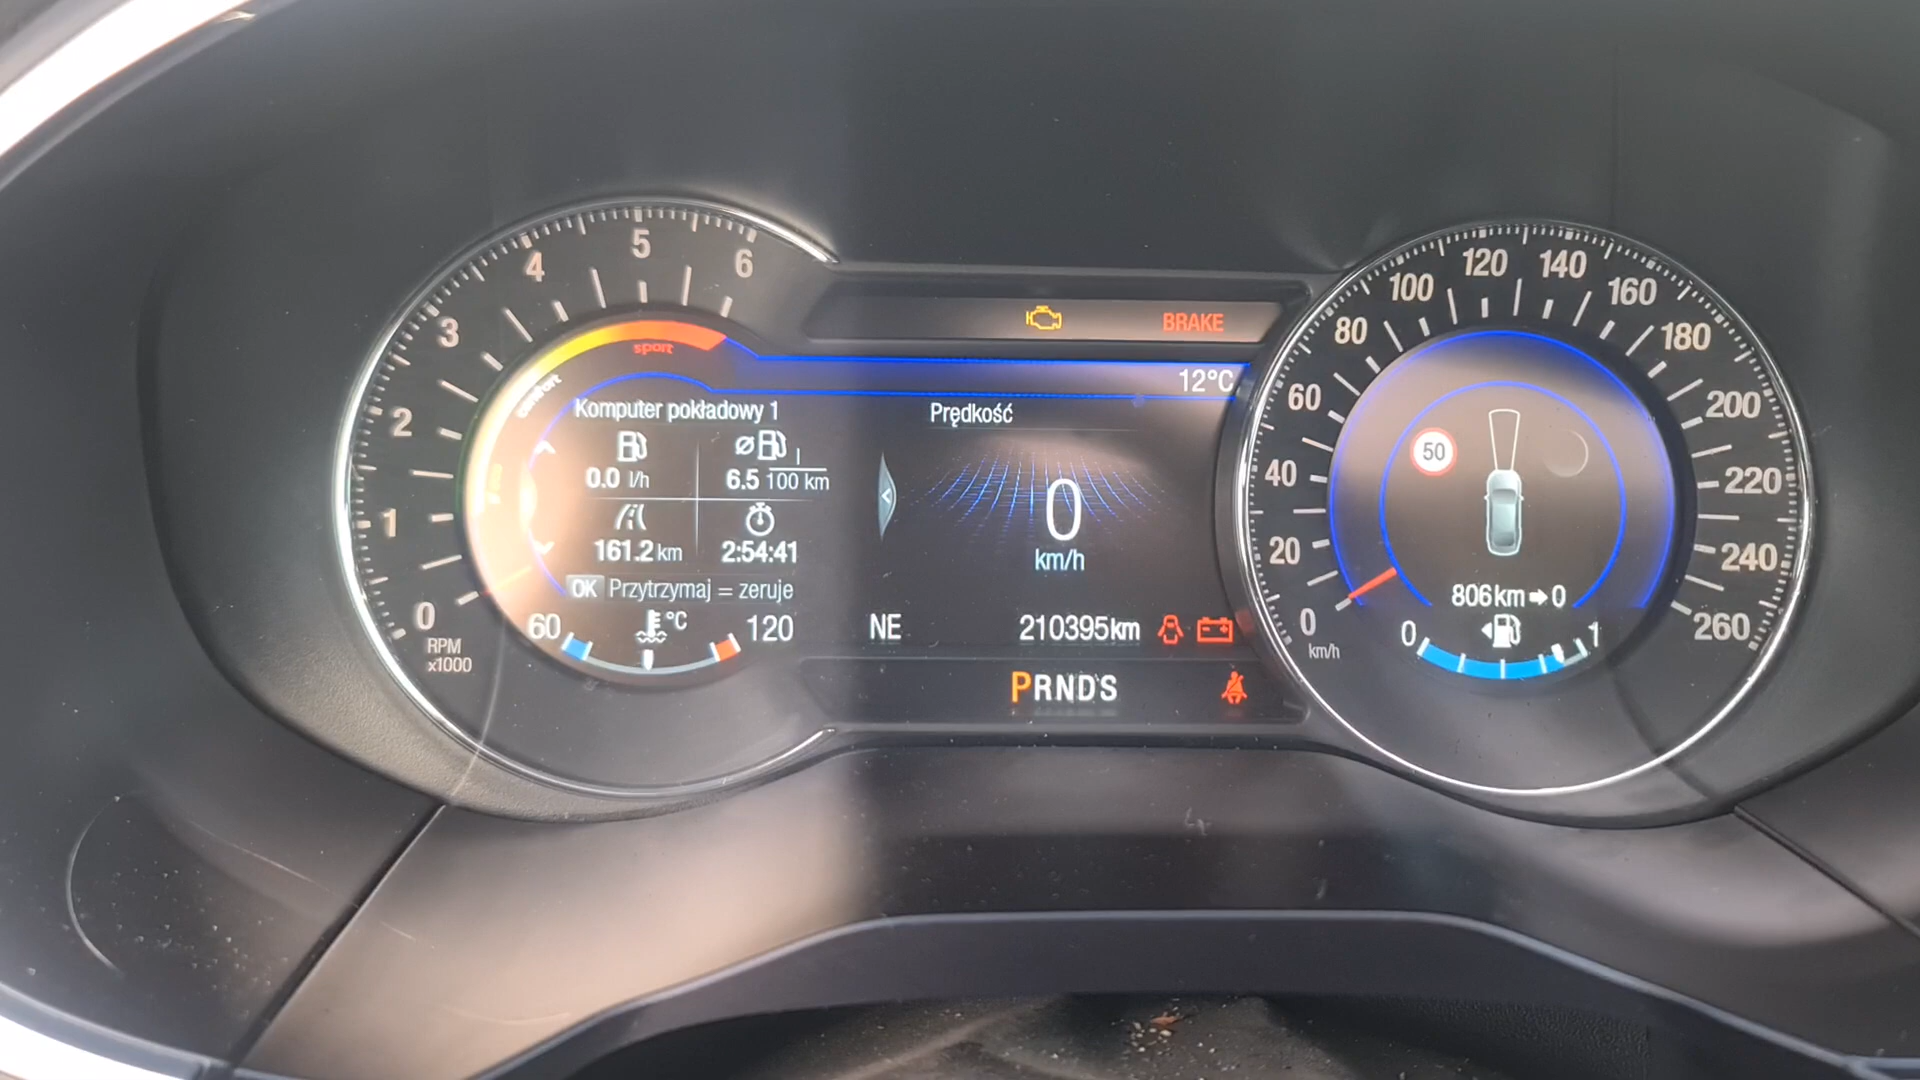 0
1
2
3
4
5
6
RPM
x1000
comfort
sport
Komputer pokładowy 1
0.0 l/h
ø
6.5 l
100 km
161.2 km
2:54:41
OK Przytrzymaj = zeruje
60
°C
120
BRAKE
12°C
Prędkość
0
km/h
NE
210395km
PRNDS
0
20
40
60
80
100
120
140
160
180
200
220
240
260
km/h
50
806 km➡0
0
1